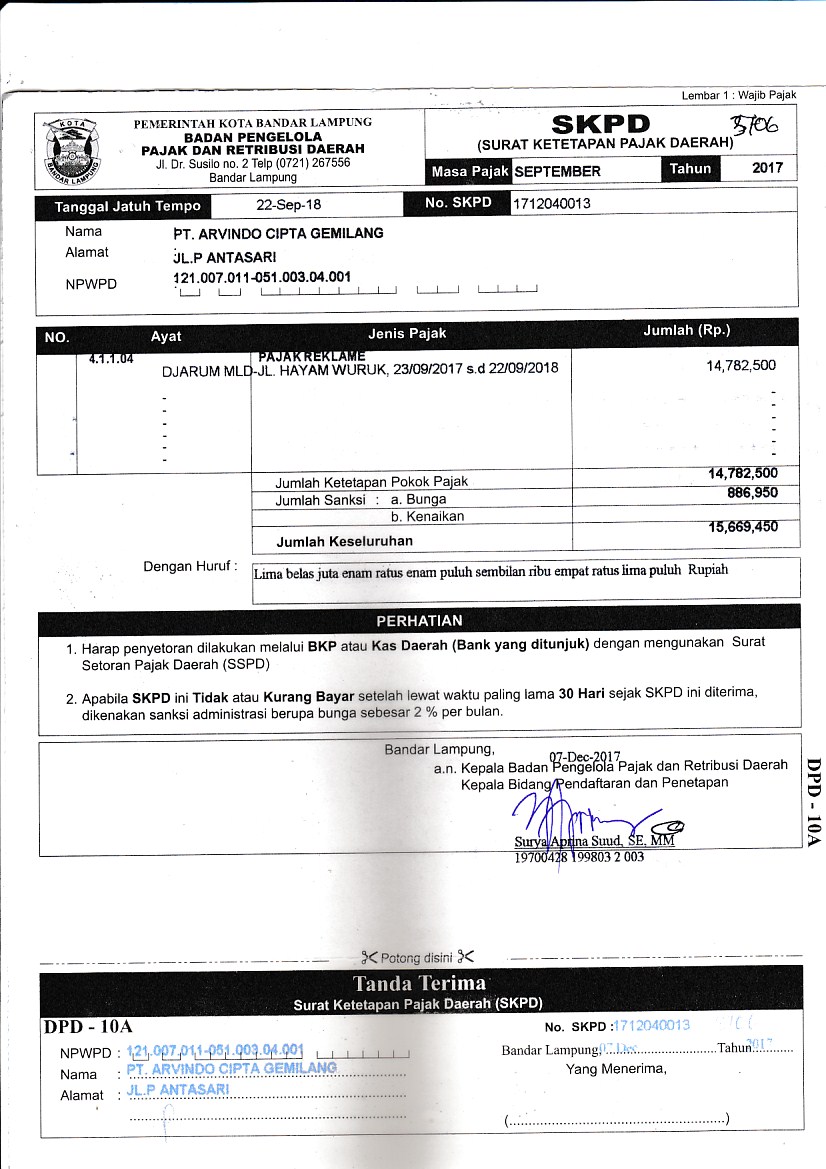 Lembar 1 : Wajib Pajak
KOTA
BANDAR LAMPUNG
PEMERINTAH KOTA BANDAR LAMPUNG
BADAN PENGELOLA
PAJAK DAN RETRIBUSI DAERAH
Jl. Dr. Susilo no. 2 Telp (0721) 267556
Bandar Lampung
SKPD
(SURAT KETETAPAN PAJAK DAERAH)
Masa Pajak SEPTEMBER Tahun 2017
Tanggal Jatuh Tempo 22-Sep-18 No. SKPD 1712040013
Nama PT. ARVINDO CIPTA GEMILANG
Alamat JL.P ANTASARI
NPWPD 121.007.011-051.003.04.001
NO. Ayat Jenis Pajak Jumlah (Rp.)
4.1.1.04 PAJAK REKLAME
DJARUM MLD-JL. HAYAM WURUK, 23/09/2017 s.d 22/09/2018 14,782,500
- -
- -
- -
- -
- -
- -
Jumlah Ketetapan Pokok Pajak 14,782,500
Jumlah Sanksi : a. Bunga 886,950
b. Kenaikan
Jumlah Keseluruhan 15,669,450
Dengan Huruf : Lima belas juta enam ratus enam puluh sembilan ribu empat ratus lima puluh Rupiah
PERHATIAN
1. Harap penyetoran dilakukan melalui BKP atau Kas Daerah (Bank yang ditunjuk) dengan mengunakan Surat
Setoran Pajak Daerah (SSPD)
2. Apabila SKPD ini Tidak atau Kurang Bayar setelah lewat waktu paling lama 30 Hari sejak SKPD ini diterima,
dikenakan sanksi administrasi berupa bunga sebesar 2 % per bulan.
Bandar Lampung, 07-Dec-2017
a.n. Kepala Badan Pengelola Pajak dan Retribusi Daerah
Kepala Bidang Pendaftaran dan Penetapan
Surya Aprina Suud, SE, MM
19700428 199803 2 003
DPD - 10A
Potong disini
Tanda Terima
Surat Ketetapan Pajak Daerah (SKPD)
DPD - 10A
No. SKPD :1712040013
NPWPD : 121.007.011-051.003.04.001
Bandar Lampung, 07 Dec Tahun 2017
Nama : PT. ARVINDO CIPTA GEMILANG
Yang Menerima,
Alamat : JL.P ANTASARI
(......................................................)